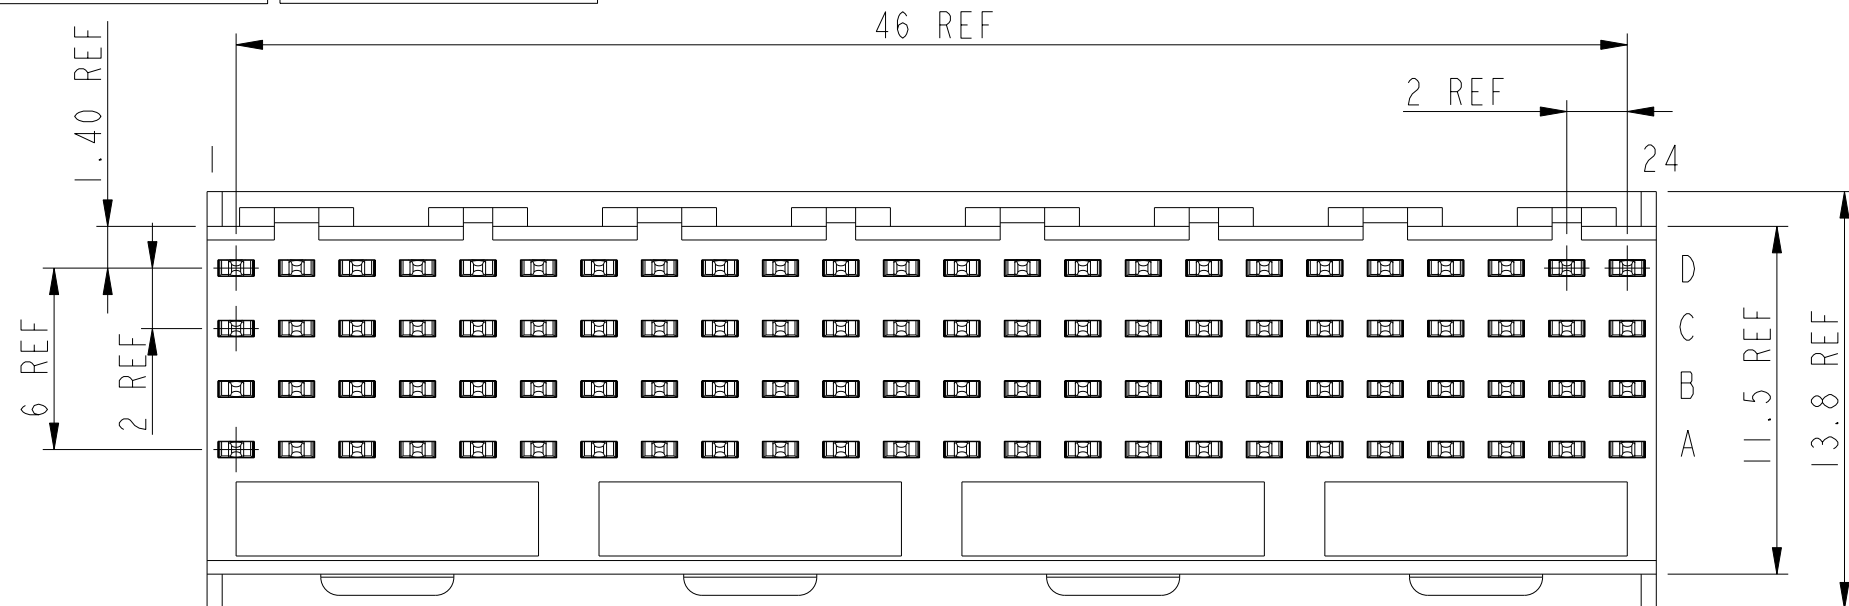 46 REF
2 REF
1.40 REF
1
24
6 REF
2 REF
D
C
B
A
11.5 REF
13.8 REF